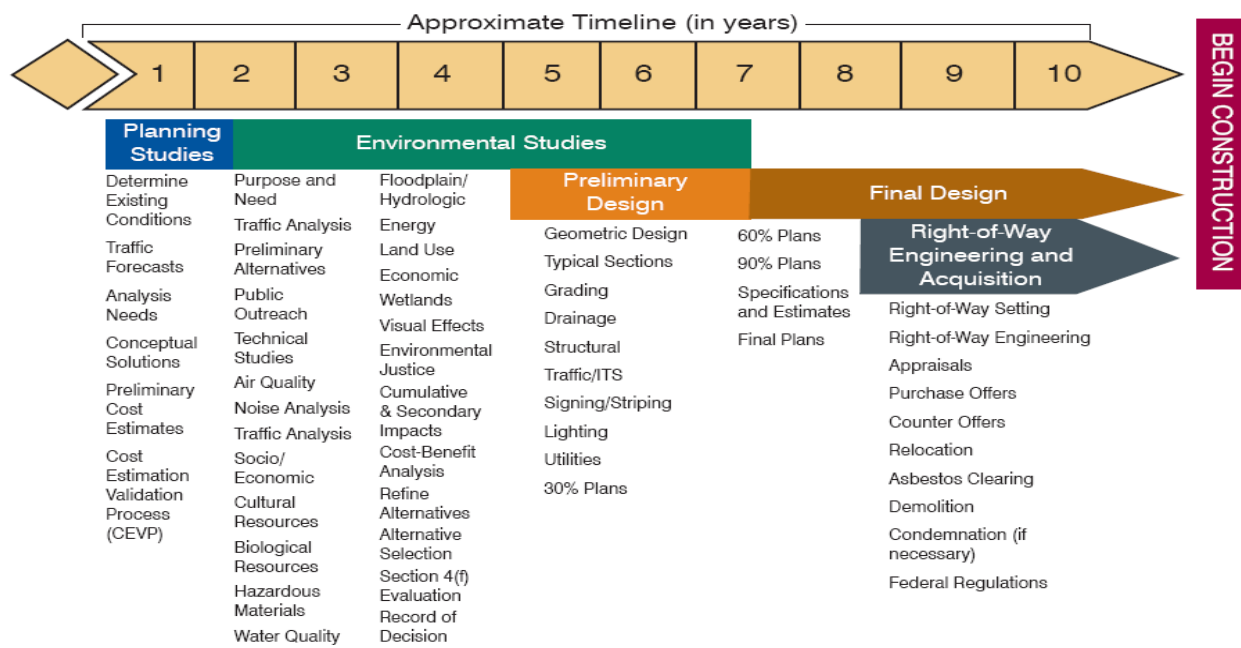 Approximate Timeline (in years)
1 2 3 4 5 6 7 8 9 10
BEGIN CONSTRUCTION
Planning
Studies
Determine
Existing
Conditions
Traffic
Forecasts
Analysis
Needs
Conceptual
Solutions
Preliminary
Cost
Estimates
Cost
Estimation
Validation
Process
(CEVP)
Environmental Studies
Purpose and
Need
Traffic Analysis
Preliminary
Alternatives
Public
Outreach
Technical
Studies
Air Quality
Noise Analysis
Traffic Analysis
Socio/
Economic
Cultural
Resources
Biological
Resources
Hazardous
Materials
Water Quality
Floodplain/
Hydrologic
Energy
Land Use
Economic
Wetlands
Visual Effects
Environmental
Justice
Cumulative
& Secondary
Impacts
Cost-Benefit
Analysis
Refine
Alternatives
Alternative
Selection
Section 4(f)
Evaluation
Record of
Decision
Preliminary
Design
Geometric Design
Typical Sections
Grading
Drainage
Structural
Traffic/ITS
Signing/Striping
Lighting
Utilities
30% Plans
Final Design
60% Plans
90% Plans
Specifications
and Estimates
Final Plans
Right-of-Way
Engineering and
Acquisition
Right-of-Way Setting
Right-of-Way Engineering
Appraisals
Purchase Offers
Counter Offers
Relocation
Asbestos Clearing
Demolition
Condemnation (if
necessary)
Federal Regulations